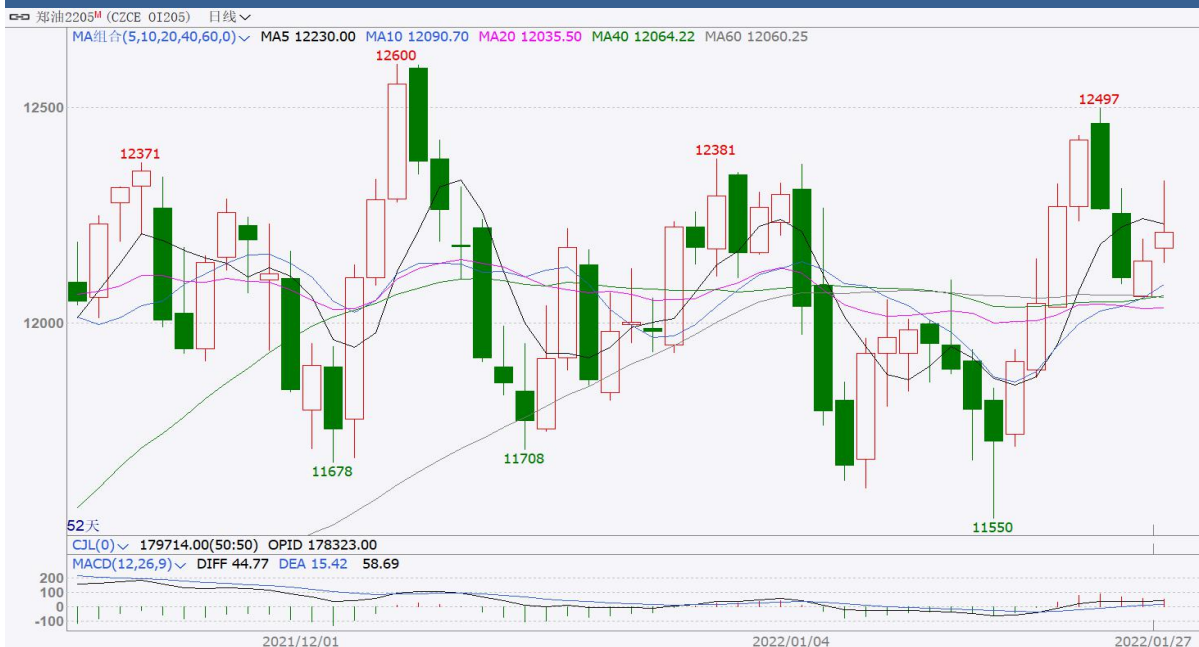 郑油2205M (CZCE OI205) 日线
MA组合(5,10,20,40,60,0) MA5 12230.00 MA10 12090.70 MA20 12035.50 MA40 12064.22 MA60 12060.25
12600
12500
12497
12371
12381
12000
11678
11708
11550
52天
CJL(0) 179714.00(50:50) OPID 178323.00
MACD(12,26,9) DIFF 44.77 DEA 15.42 58.69
200
100
0
-100
2021/12/01 2022/01/04 2022/01/27